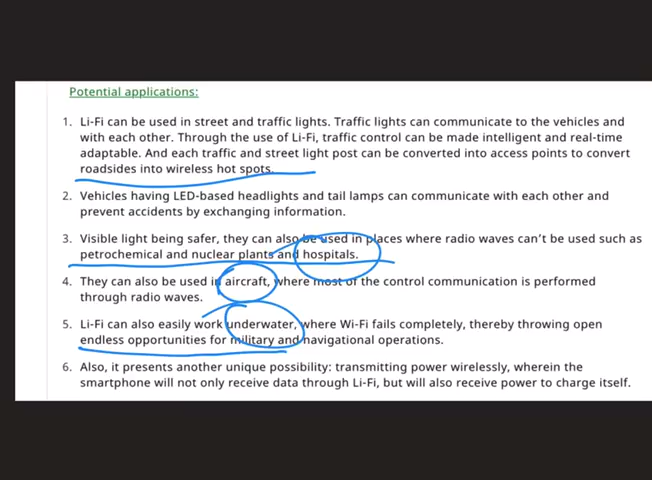 Potential applications:
1. Li-Fi can be used in street and traffic lights. Traffic lights can communicate to the vehicles and
with each other. Through the use of Li-Fi, traffic control can be made intelligent and real-time
adaptable. And each traffic and street light post can be converted into access points to convert
roadsides into wireless hot spots.
2. Vehicles having LED-based headlights and tail lamps can communicate with each other and
prevent accidents by exchanging information.
3. Visible light being safer, they can also be used in places where radio waves can't be used such as
petrochemical and nuclear plants and hospitals.
4. They can also be used in aircraft, where most of the control communication is performed
through radio waves.
5. Li-Fi can also easily work underwater, where Wi-Fi fails completely, thereby throwing open
endless opportunities for military and navigational operations.
6. Also, it presents another unique possibility: transmitting power wirelessly, wherein the
smartphone will not only receive data through Li-Fi, but will also receive power to charge itself.